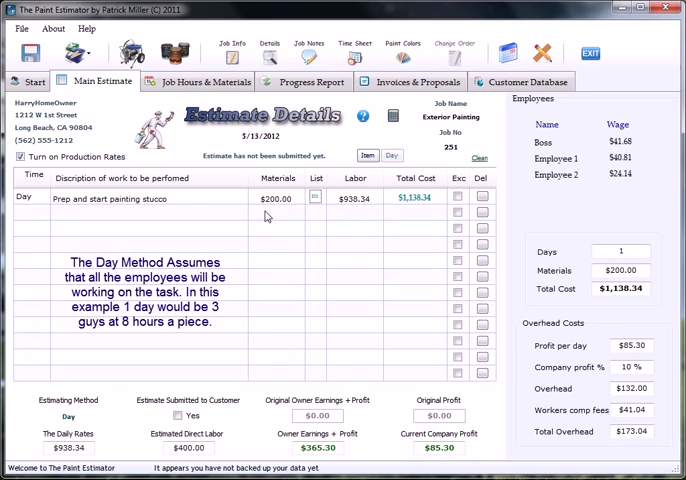 The Paint Estimator by Patrick Miller (C) 2011
File About Help
Job Info Details Job Notes Time Sheet Paint Colors Change Order
EXIT
Start Main Estimate Job Hours & Materials Progress Report Invoices & Proposals Customer Database
HarryHomeOwner
1212 W 1st Street
Long Beach, CA 90804
(562) 555-1212
Turn on Production Rates
Estimate Details
5/13/2012
Estimate has not been submitted yet.
Item Day
Job Name
Exterior Painting
Job No
251
Clean
Time Discription of work to be perfomed Materials List Labor Total Cost Exc Del
Day Prep and start painting stucco $200.00 $938.34 $1,138.34
The Day Method Assumes
that all the employees will be
working on the task. In this
example 1 day would be 3
guys at 8 hours a piece.
Estimating Method Estimate Submitted to Customer Original Owner Earnings + Profit Original Profit
Day Yes $0.00 $0.00
The Daily Rates Estimated Direct Labor Owner Earnings + Profit Current Company Profit
$938.34 $400.00 $365.30 $85.30
Employees
Name Wage
Boss $41.68
Employee 1 $40.81
Employee 2 $24.14
Days 1
Materials $200.00
Total Cost $1,138.34
Overhead Costs
Profit per day $85.30
Company profit % 10 %
Overhead $132.00
Workers comp fees $41.04
Total Overhead $173.04
Welcome to The Paint Estimator It appears you have not backed up your data yet